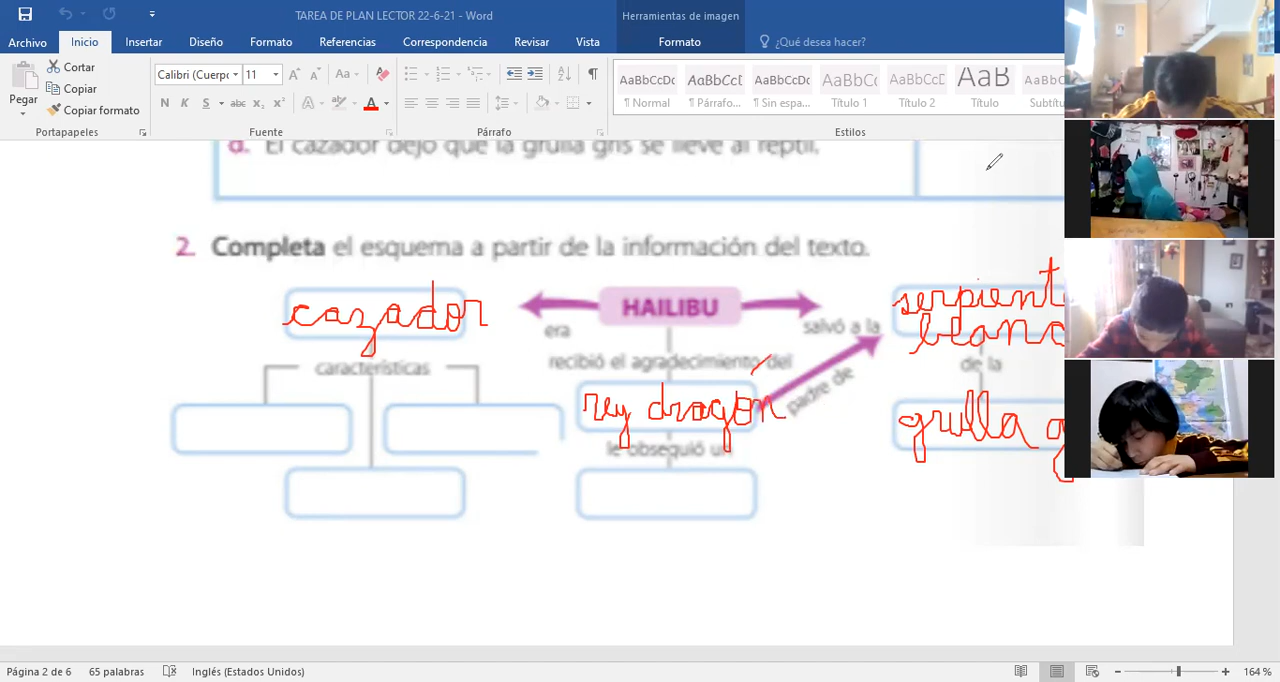 TAREA DE PLAN LECTOR 22-6-21 - Word
Herramientas de imagen
Archivo
Inicio
Insertar
Diseño
Formato
Referencias
Correspondencia
Revisar
Vista
Formato
¿Qué desea hacer?
Pegar
Cortar
Copiar
Copiar formato
Calibri (Cuerpo
11
AaBbCcDc
AaBbCcI
AaBbCcDc
AaBbC
AaBbCcD
AaB
AaBbC
¶ Normal
¶ Párrafo...
¶ Sin espa...
Título 1
Título 2
Título
Subtítu
Portapapeles
Fuente
Párrafo
Estilos
d. El cazador dejó que la grulla gris se lleve al reptil.
2. Completa el esquema a partir de la información del texto.
cazador
era
HAILIBU
salvó a la
serpient
blanc
características
recibió el agradecimiento del
padre de
de la
rey dragón
grulla g
le obsequió un
Página 2 de 6
65 palabras
Inglés (Estados Unidos)
164 %